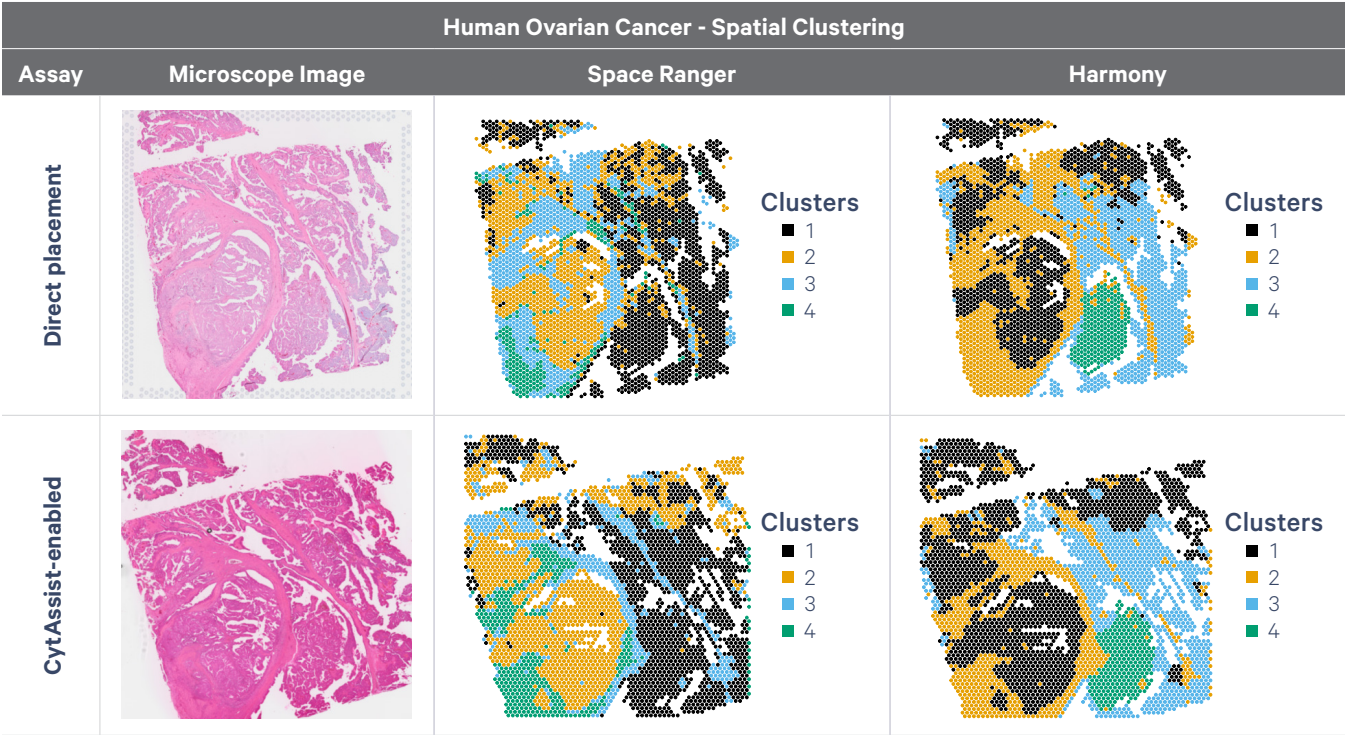 Human Ovarian Cancer - Spatial Clustering
Assay
Microscope Image
Space Ranger
Harmony
Direct placement
Clusters
1
2
3
4
Clusters
1
2
3
4
CytAssist-enabled
Clusters
1
2
3
4
Clusters
1
2
3
4